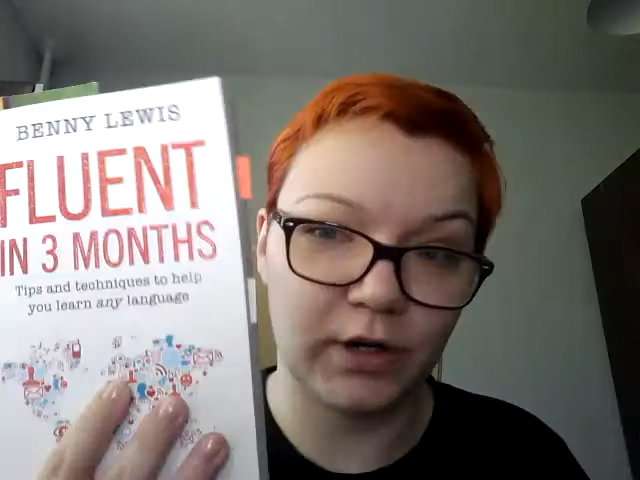 BENNY LEWIS
FLUENT
IN 3 MONTHS
Tips and techniques to help
you learn any language